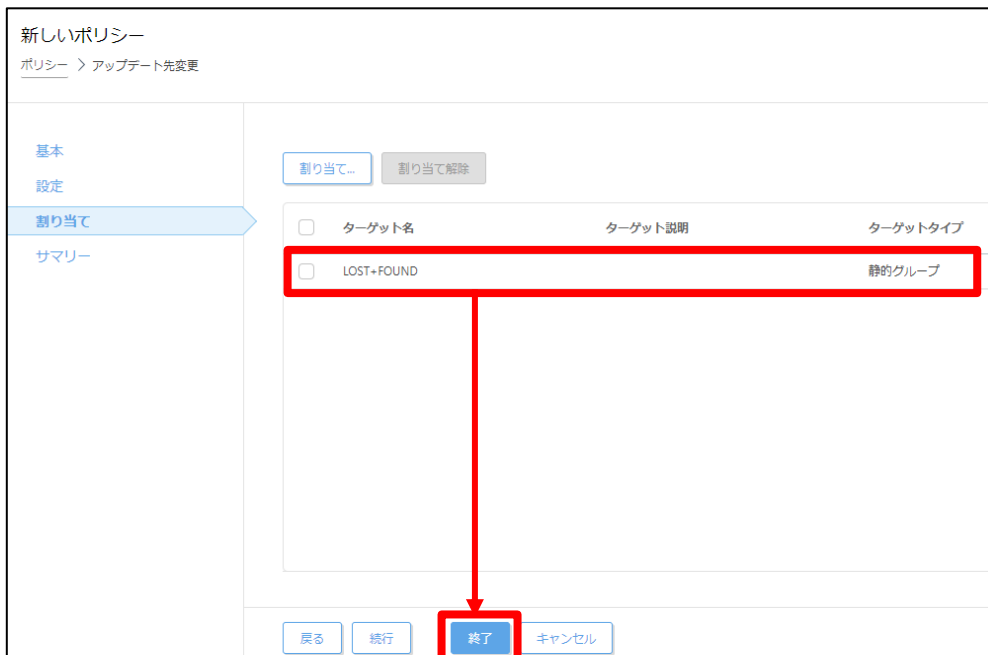 新しいポリシー
ポリシー > アップデート先変更
基本
設定
割り当て
サマリー
割り当て... 割り当て解除
ターゲット名 ターゲット説明 ターゲットタイプ
LOST+FOUND 静的グループ
戻る 続行 終了 キャンセル